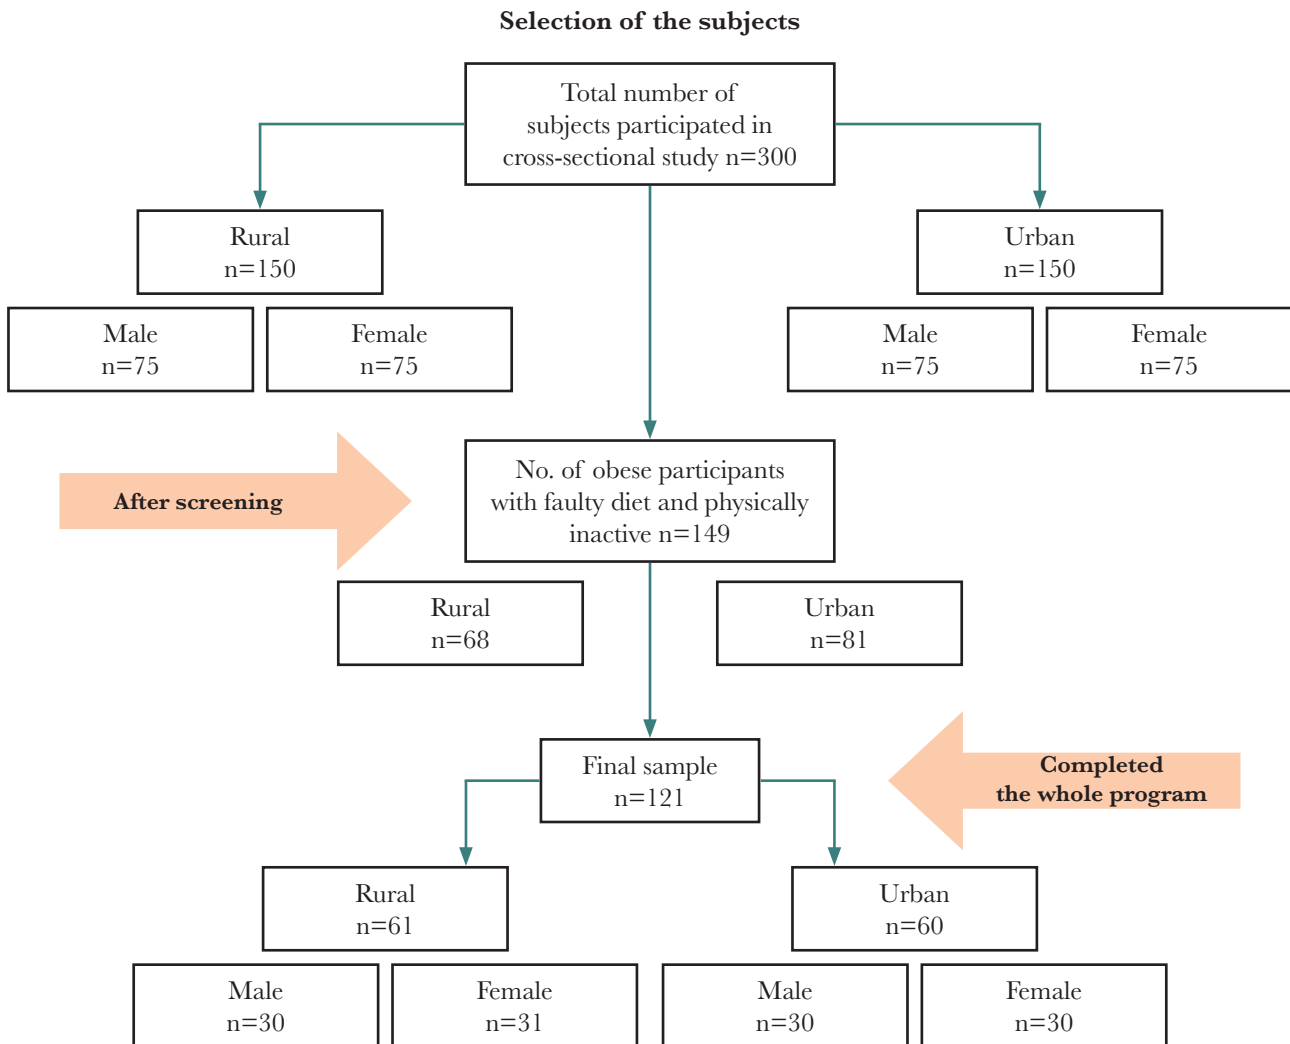 Selection of the subjects
Total number of
subjects participated in
cross-sectional study n=300
Rural
n=150
Urban
n=150
Male
n=75
Female
n=75
Male
n=75
Female
n=75
After screening
No. of obese participants
with faulty diet and physically
inactive n=149
Rural
n=68
Urban
n=81
Final sample
n=121
Completed
the whole program
Rural
n=61
Urban
n=60
Male
n=30
Female
n=31
Male
n=30
Female
n=30